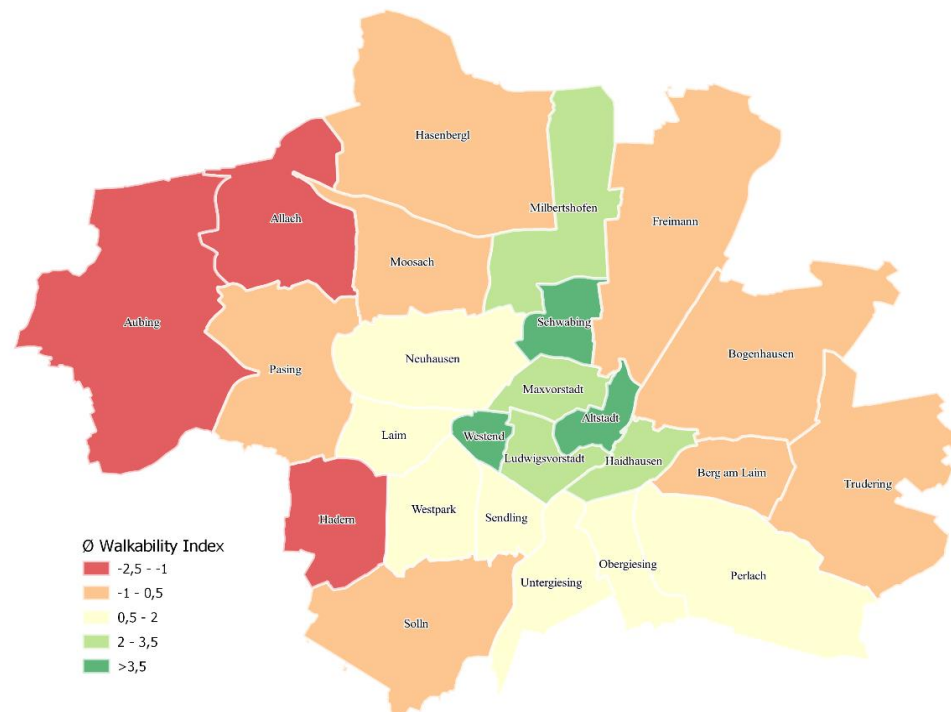 Hasenbergl
Milbertshofen
Allach
Freimann
Moosach
Aubing
Schwabing
Bogenhausen
Neuhausen
Pasing
Maxvorstadt
Altstadt
Laim
Westend
Ludwigsvorstadt
Haidhausen
Berg am Laim
Trudering
Westpark
Sendling
Hadern
Obergiesing
Perlach
Untergiesing
Solln
Ø Walkability Index
-2,5 - -1
-1 - 0,5
0,5 - 2
2 - 3,5
>3,5